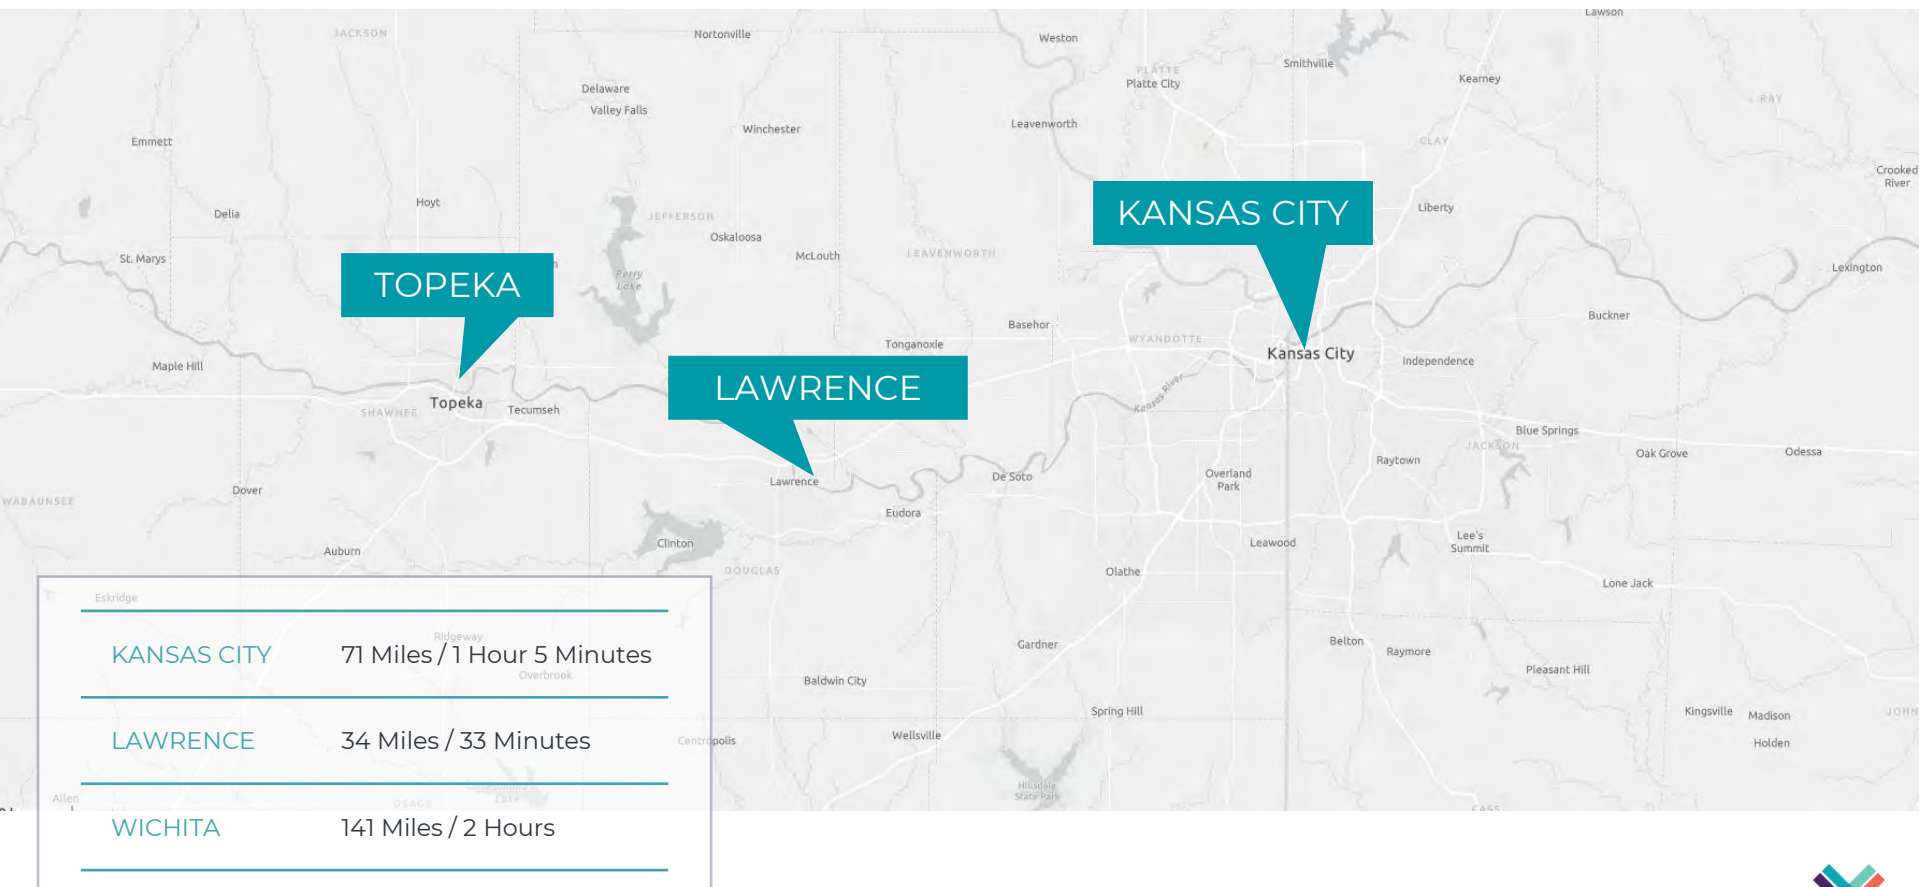 Lawson
JACKSON
Nortonville
Weston
Smithville
PLATTE
Platte City
Kearney
Delaware
Valley Falls
RAY
Leavenworth
Winchester
Emmett
CLAY
Crooked
River
Hoyt
Delia
JEFFERSON
Liberty
KANSAS CITY
Oskaloosa
McLouth
LEAVENWORTH
St. Marys
Lexington
TOPEKA
Perry
Lake
Buckner
Basehor
Tonganoxie
WYANDOTTE
Kansas City
Independence
Maple Hill
LAWRENCE
Kansas River
SHAWNEE
Topeka
Tecumseh
Blue Springs
JACKSON
Oak Grove
Odessa
Raytown
Overland
Park
De Soto
Lawrence
Dover
WABAUNSEE
Eudora
Lee's
Summit
Leawood
Clinton
Auburn
DOUGLAS
Olathe
Lone Jack
Eskridge
Ridgeway
Gardner
Belton
Raymore
KANSAS CITY 71 Miles / 1 Hour 5 Minutes
Overbrook
Pleasant Hill
Baldwin City
Spring Hill
Kingsville
Madison
JOHN
LAWRENCE 34 Miles / 33 Minutes
Centropolis
Wellsville
Holden
Hillsdale
State Park
Allen
OSAGE
Lake
CASS
WICHITA 141 Miles / 2 Hours